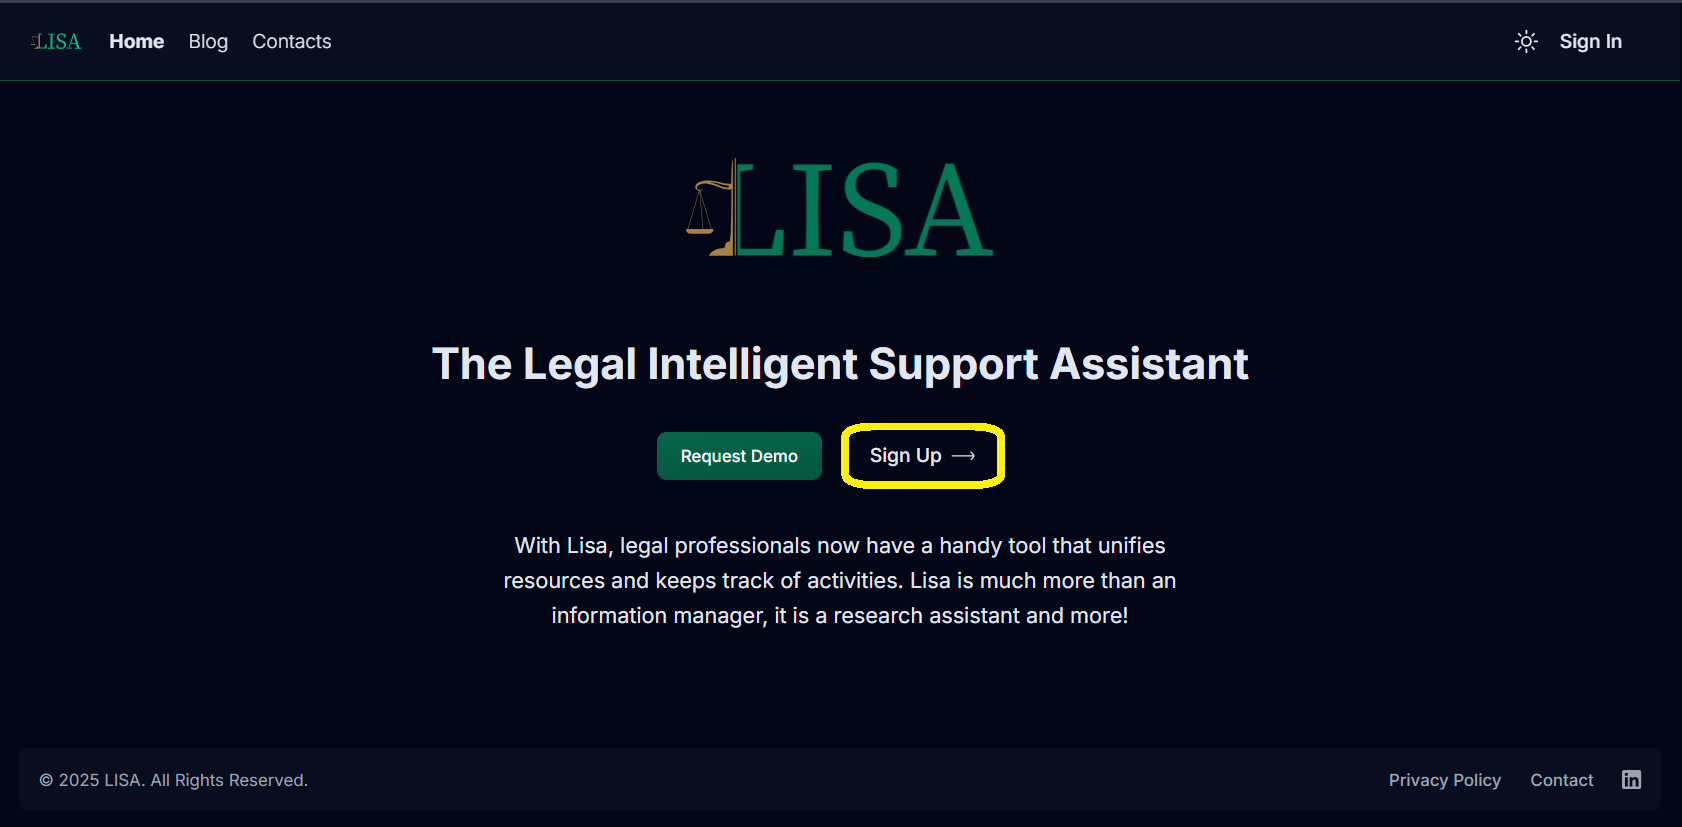 LISA
Home
Blog
Contacts
Sign In
LISA
The Legal Intelligent Support Assistant
Request Demo
Sign Up →
With Lisa, legal professionals now have a handy tool that unifies
resources and keeps track of activities. Lisa is much more than an
information manager, it is a research assistant and more!
© 2025 LISA. All Rights Reserved.
Privacy Policy
Contact
in